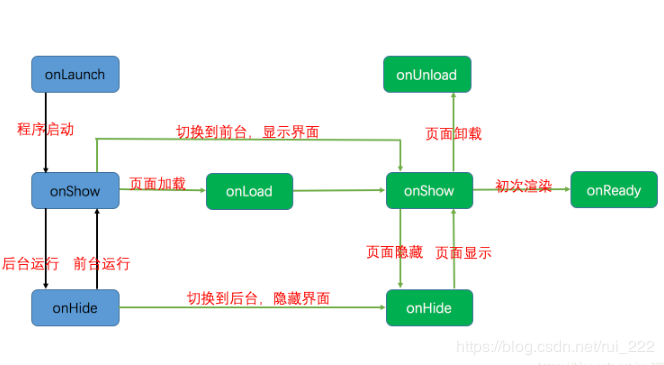 onLaunch
onUnload
程序启动
切换到前台，显示界面
页面卸载
onShow
页面加载
onLoad
onShow
初次渲染
onReady
后台运行
前台运行
页面隐藏
页面显示
onHide
切换到后台，隐藏界面
onHide
https://blog.csdn.net/rui_222